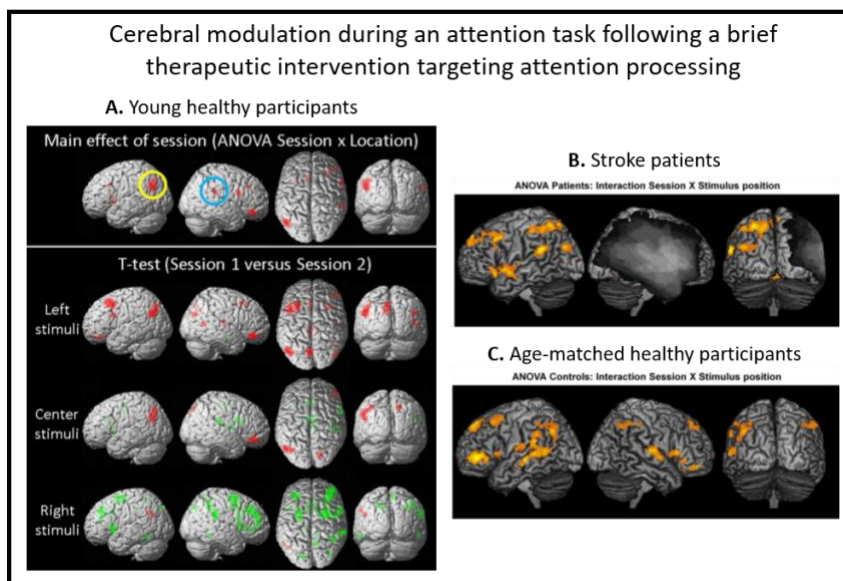 Cerebral modulation during an attention task following a brief
therapeutic intervention targeting attention processing
A. Young healthy participants
Main effect of session (ANOVA Session x Location)
T-test (Session 1 versus Session 2)
Left
stimuli
Center
stimuli
Right
stimuli
B. Stroke patients
ANOVA Patients: Interaction Session X Stimulus position
C. Age-matched healthy participants
ANOVA Controls: Interaction Session X Stimulus position